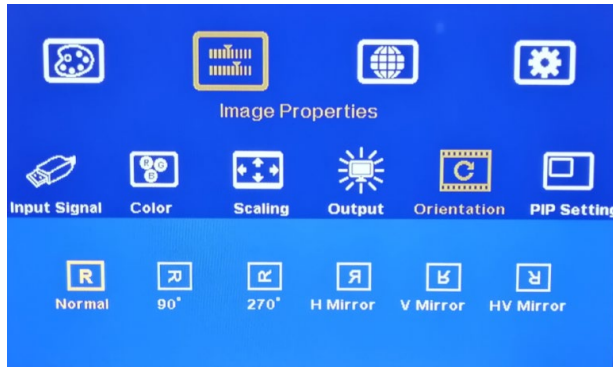 Image Properties
R G B
Input Signal Color Scaling Output Orientation PIP Setting
R R R R R R
Normal 90° 270° H Mirror V Mirror HV Mirror